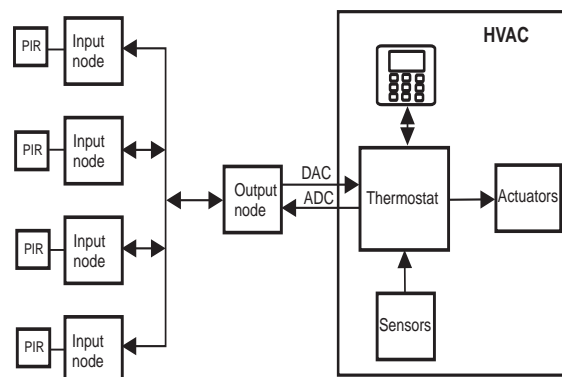 HVAC
PIR
Input
node
PIR
Input
node
PIR
Input
node
PIR
Input
node
Output
node
DAC
ADC
Thermostat
Actuators
Sensors